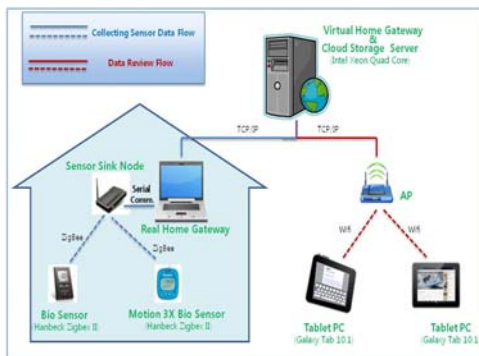 Collecting Sensor Data Flow
Data Review Flow
Virtual Home Gateway
&
Cloud Storage Server
(Intel Xeon Quad Core)
TCP/IP
TCP/IP
Sensor Sink Node
Serial
Comm.
Real Home Gateway
AP
ZigBee
ZigBee
Wifi
Wifi
Bio Sensor
(Hanbeck Zigbex II)
Motion 3X Bio Sensor
(Hanbeck Zigbex II)
Tablet PC
(Galaxy Tab 10.1)
Tablet PC
(Galaxy Tab 10.1)